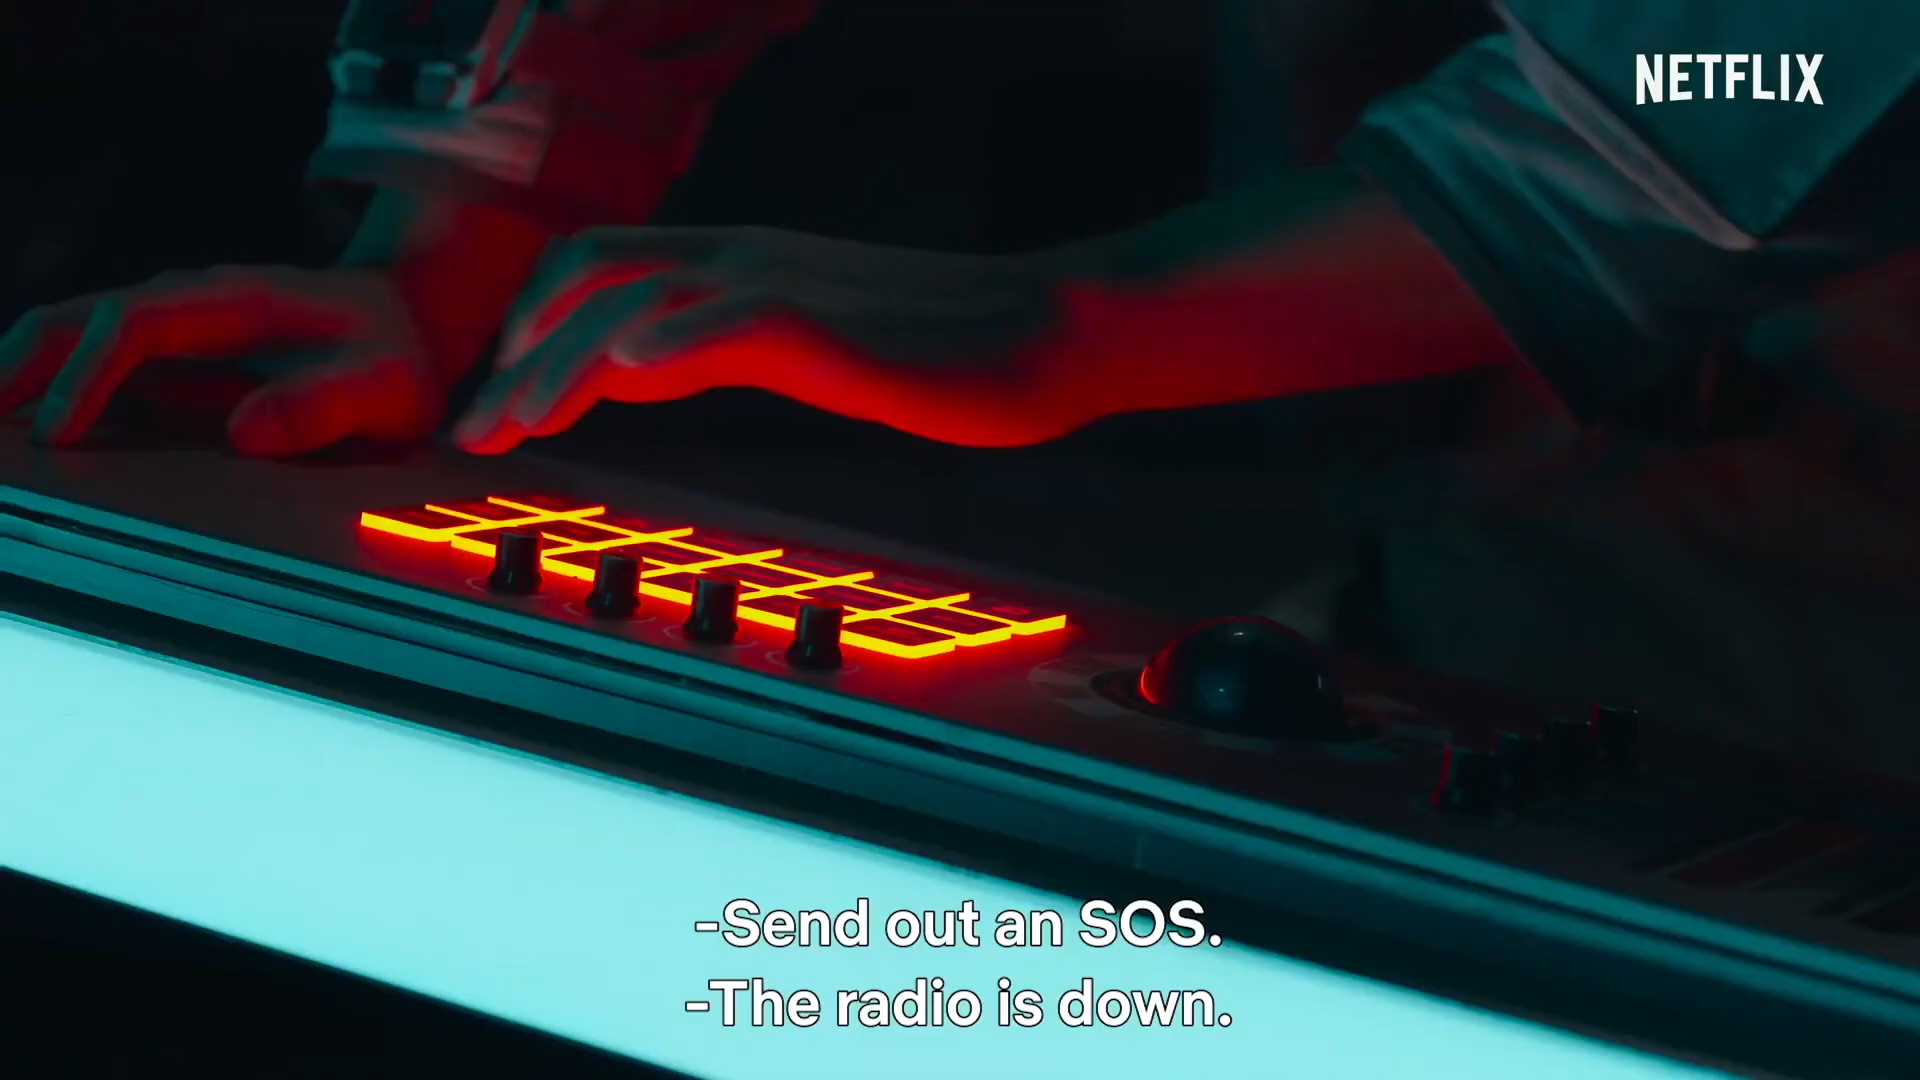 NETFLIX
-Send out an SOS.
-The radio is down.